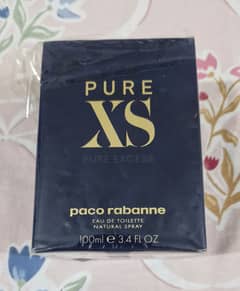 PURE
XS
PURE EXCESS
paco rabanne
EAU DE TOILETTE
NATURAL SPRAY
100ml e 3.4 FL OZ